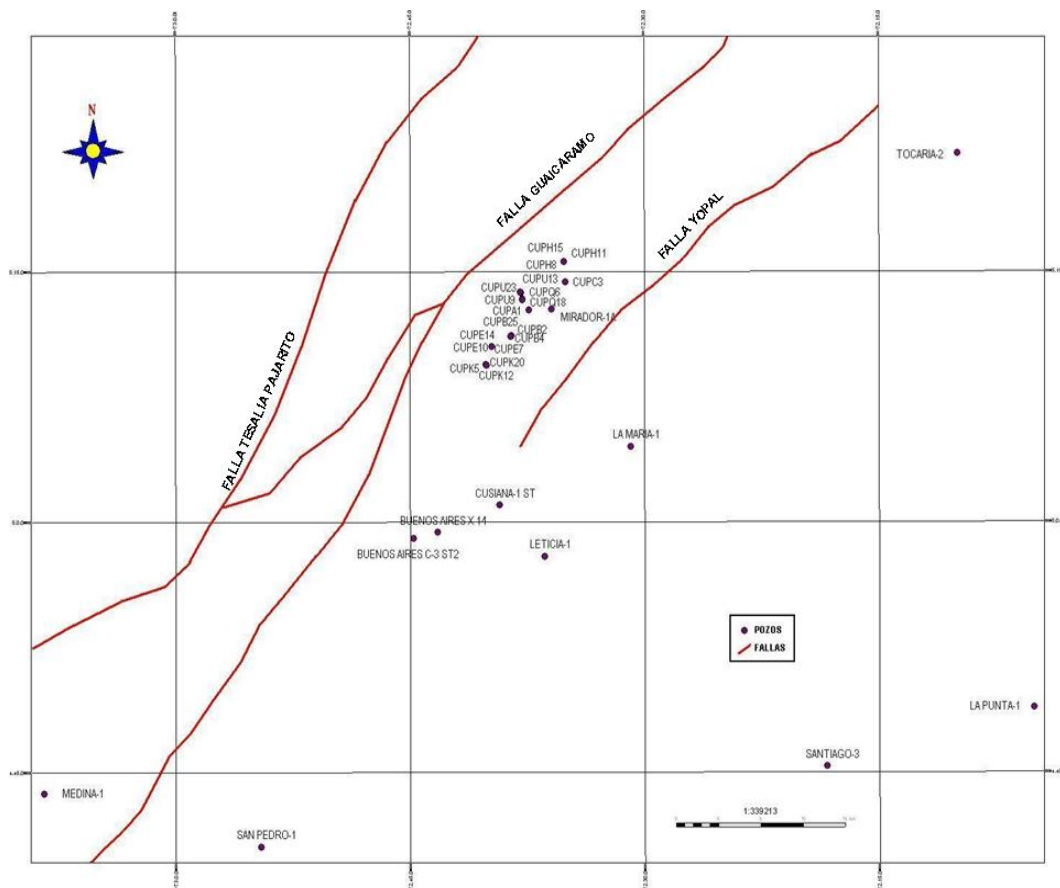 N
FALLA GUAICARAMO
FALLA YOPAL
FALLA TESALIA PAJARITO
TOCARIA-2
CUPH15
CUPH11
CUPH8
CUPU13
CUPC3
CUPU23
CUPQ6
CUPU9
CUPQ18
CUPA1
MIRADOR-1A
CUPB25
CUPB2
CUPE14
CUPB4
CUPE10
CUPE7
CUPK20
CUPK5
CUPK12
LA MARIA-1
CUSIANA-1 ST
BUENOS AIRES X 14
BUENOS AIRES C-3 ST2
LETICIA-1
POZOS
FALLAS
LA PUNTA-1
SANTIAGO-3
MEDINA-1
1:339213
SAN PEDRO-1